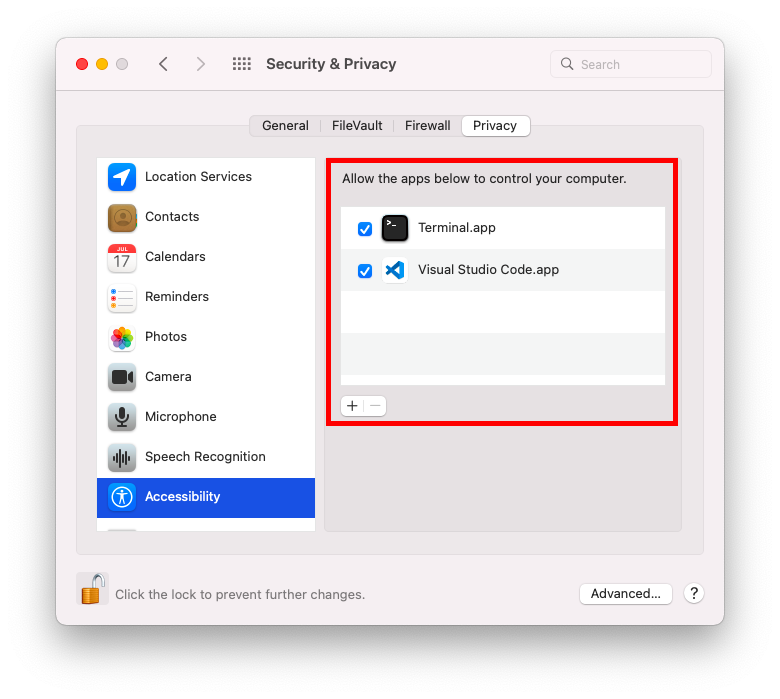 Security & Privacy
Search
General
FileVault
Firewall
Privacy
Location Services
Contacts
JUL
17
Calendars
Reminders
Photos
Camera
Microphone
Speech Recognition
Accessibility
Allow the apps below to control your computer.
>_
Terminal.app
Visual Studio Code.app
+
−
Click the lock to prevent further changes.
Advanced...
?